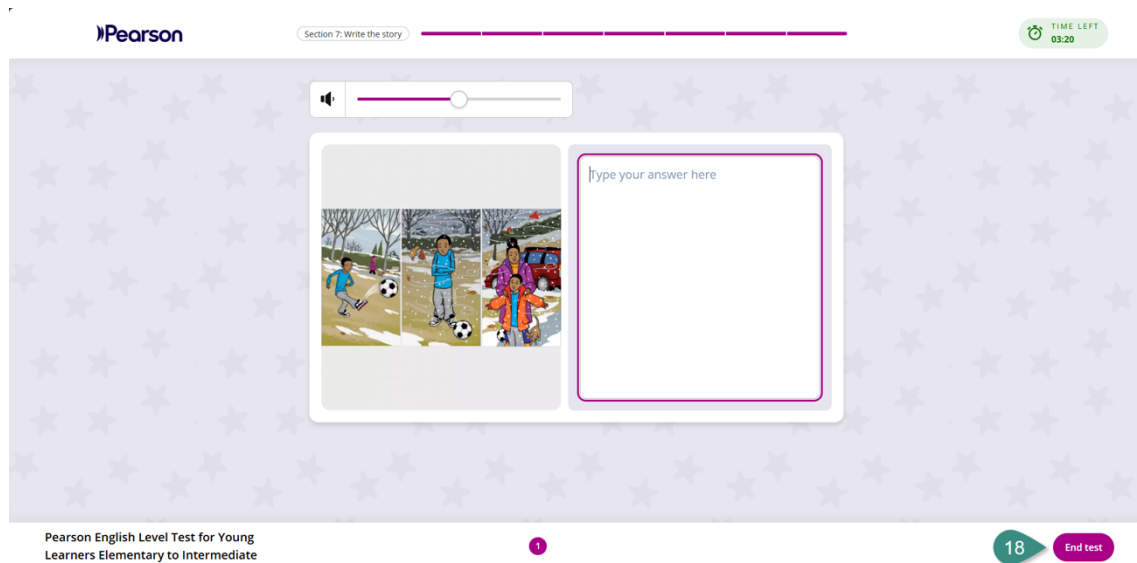 Pearson
Section 7: Write the story
TIME LEFT
03:20
Type your answer here
Pearson English Level Test for Young
Learners Elementary to Intermediate
1
18
End test